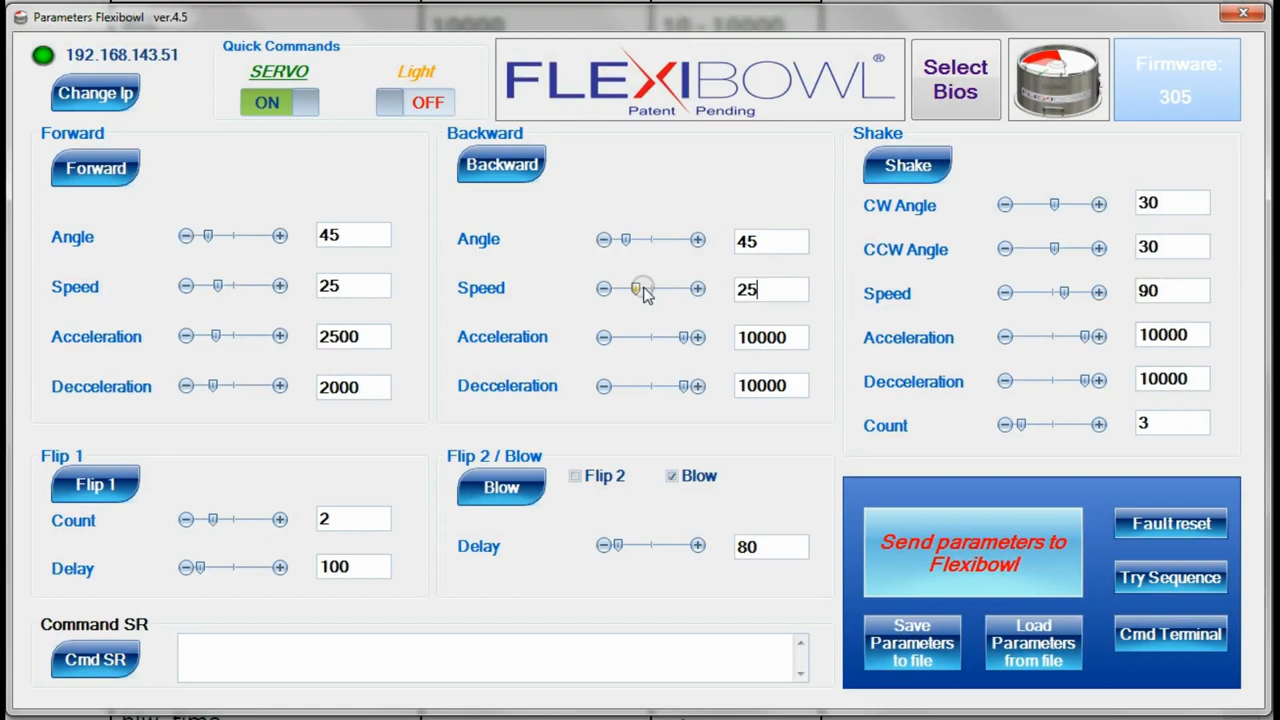 10000
10 - 10000
Parameters Flexibowl ver.4.5
192.168.143.51
Change Ip
Quick Commands
SERVO
Light
ON
OFF
FLEXIBOWL®
Patent Pending
Select
Bios
Firmware:
305
Forward
Forward
Angle
45
Speed
25
Acceleration
2500
Decceleration
2000
Backward
Backward
Angle
45
Speed
25
Acceleration
10000
Decceleration
10000
Shake
Shake
CW Angle
30
CCW Angle
30
Speed
90
Acceleration
10000
Decceleration
10000
Count
3
Flip 1
Flip 1
Count
2
Delay
100
Flip 2 / Blow
Blow
Flip 2
Blow
Delay
80
Send parameters to
Flexibowl
Fault reset
Try Sequence
Save
Parameters
to file
Load
Parameters
from file
Cmd Terminal
Command SR
Cmd SR